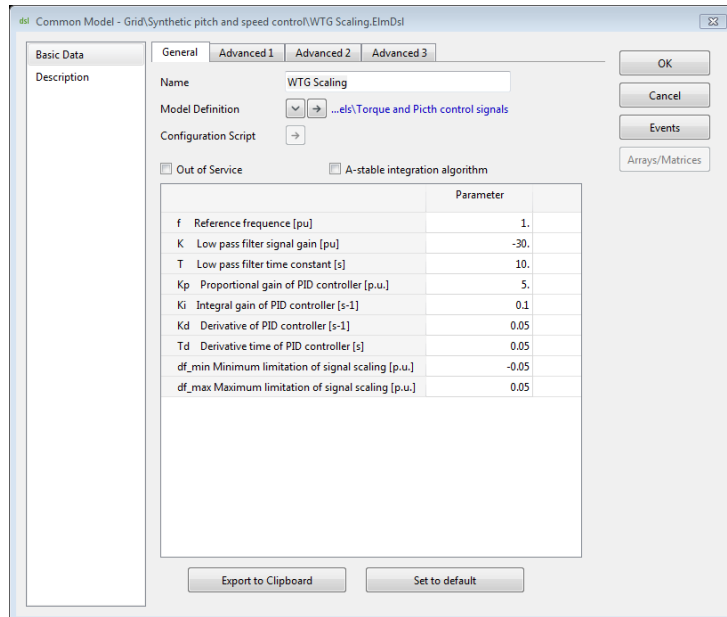 dsl Common Model - Grid\Synthetic pitch and speed control\WTG Scaling.ElmDsl
Basic Data
Description
General Advanced 1 Advanced 2 Advanced 3
Name WTG Scaling
Model Definition ...els\Torque and Picth control signals
Configuration Script
Out of Service A-stable integration algorithm
Parameter
f Reference frequence [pu] 1.
K Low pass filter signal gain [pu] -30.
T Low pass filter time constant [s] 10.
Kp Proportional gain of PID controller [p.u.] 5.
Ki Integral gain of PID controller [s-1] 0.1
Kd Derivative of PID controller [s-1] 0.05
Td Derivative time of PID controller [s] 0.05
df_min Minimum limitation of signal scaling [p.u.] -0.05
df_max Maximum limitation of signal scaling [p.u.] 0.05
Export to Clipboard Set to default
OK
Cancel
Events
Arrays/Matrices